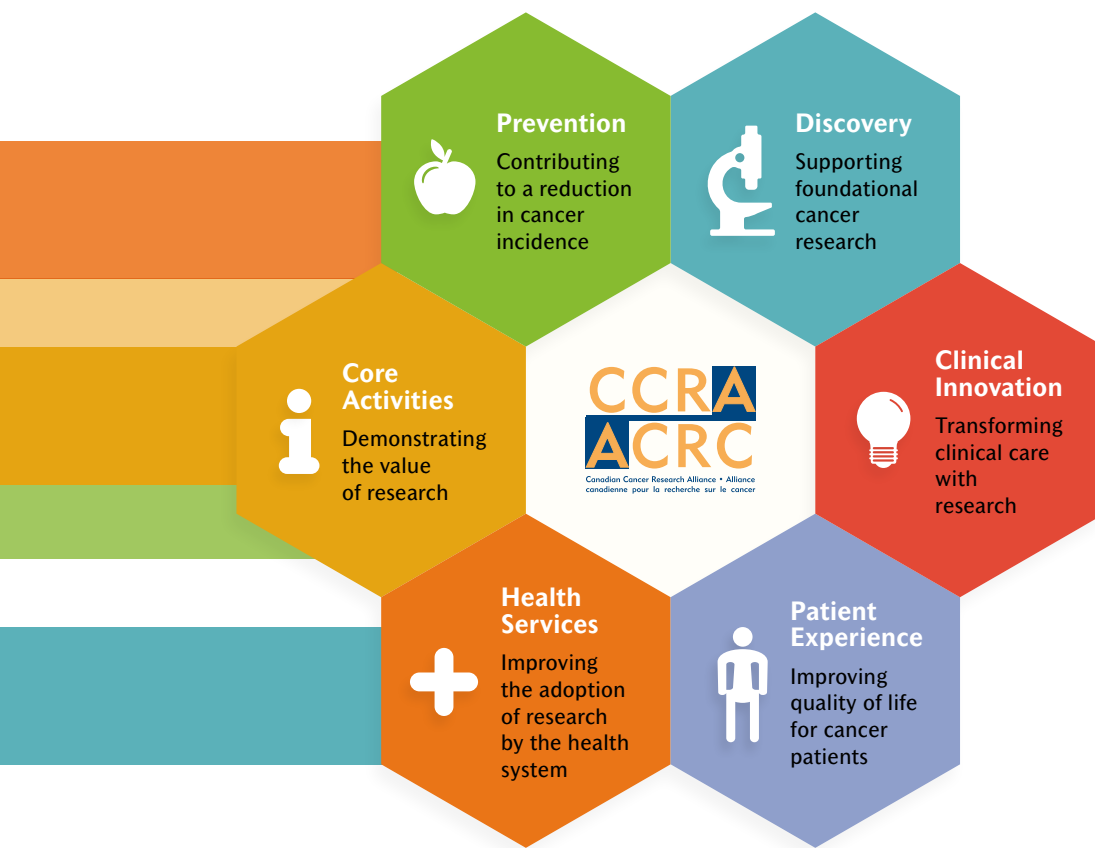 Prevention
Contributing
to a reduction
in cancer
incidence
Discovery
Supporting
foundational
cancer
research
Core
Activities
Demonstrating
the value
of research
CCRA
ACRC
Canadian Cancer Research Alliance • Alliance
canadienne pour la recherche sur le cancer
Clinical
Innovation
Transforming
clinical care
with
research
Health
Services
Improving
the adoption
of research
by the health
system
Patient
Experience
Improving
quality of life
for cancer
patients